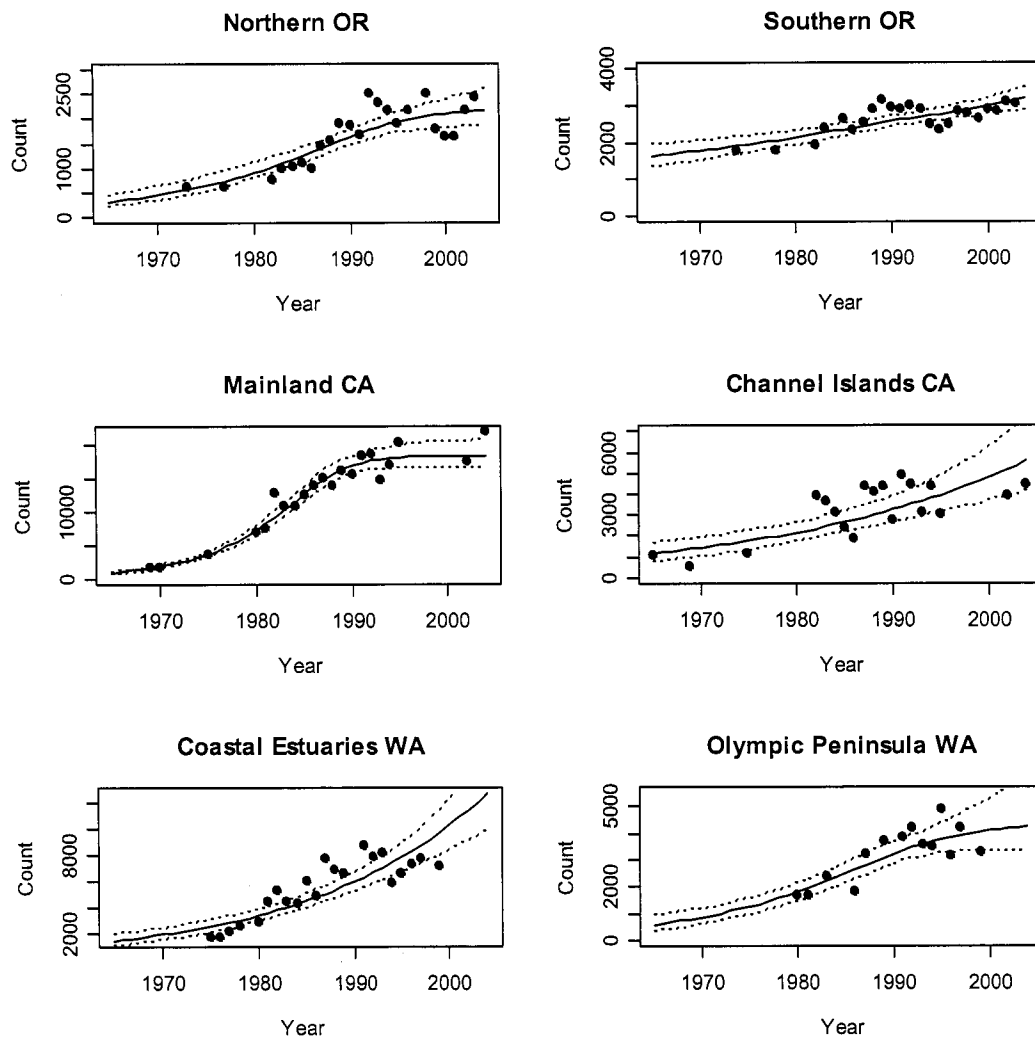 Northern OR
Count
0 1000 2500
1970 1980 1990 2000
Year
Southern OR
Count
0 2000 4000
1970 1980 1990 2000
Year
Mainland CA
Count
0 10000
1970 1980 1990 2000
Year
Channel Islands CA
Count
0 3000 6000
1970 1980 1990 2000
Year
Coastal Estuaries WA
Count
2000 8000
1970 1980 1990 2000
Year
Olympic Peninsula WA
Count
0 2000 5000
1970 1980 1990 2000
Year